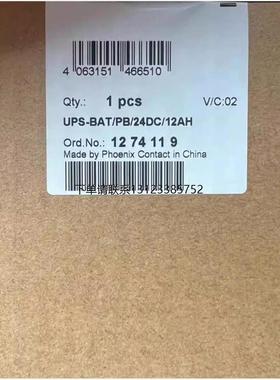 4 063151 466510
Qty.: 1 pcs V/C:02
UPS-BAT/PB/24DC/12AH
Ord.No.: 12 74 11 9
Made by Phoenix Contact in China
下单请联系13123385752